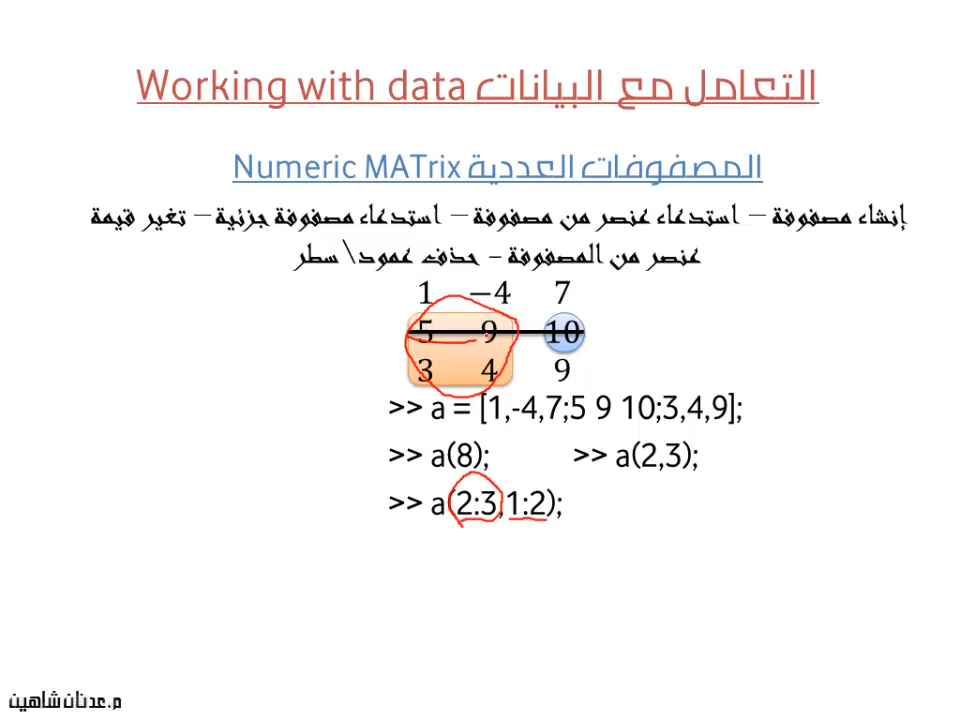 التعامل مع البيانات Working with data
المصفوفات العددية Numeric MATrix
إنشاء مصفوفة – استدعاء عنصر من مصفوفة – استدعاء مصفوفة جزئية – تغير قيمة
عنصر من المصفوفة – حذف عمود\سطر
1 −4 7
5 9 10
3 4 9
>> a = [1,-4,7;5 9 10;3,4,9];
>> a(8); >> a(2,3);
>> a(2:3,1:2);
م.عدنان شاهين